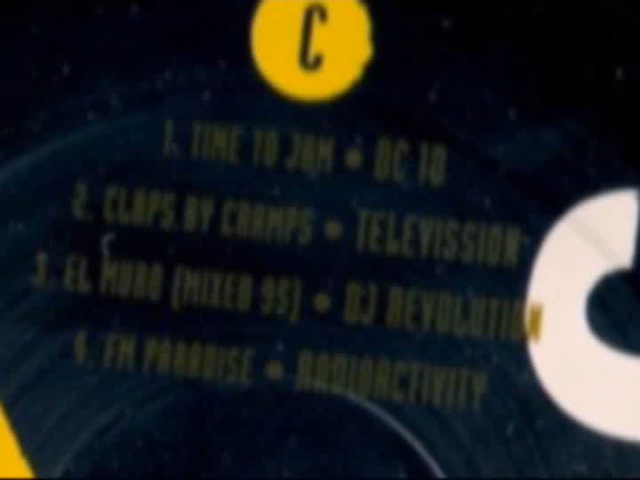 C
1. TIME TO JAM • DC 10
2. CLAPS BY CRAMPS • TELEVISSION
3. EL MURO (MIXED 95) • DJ REVOLUTION
4. FM PARADISE • RADIOACTIVITY